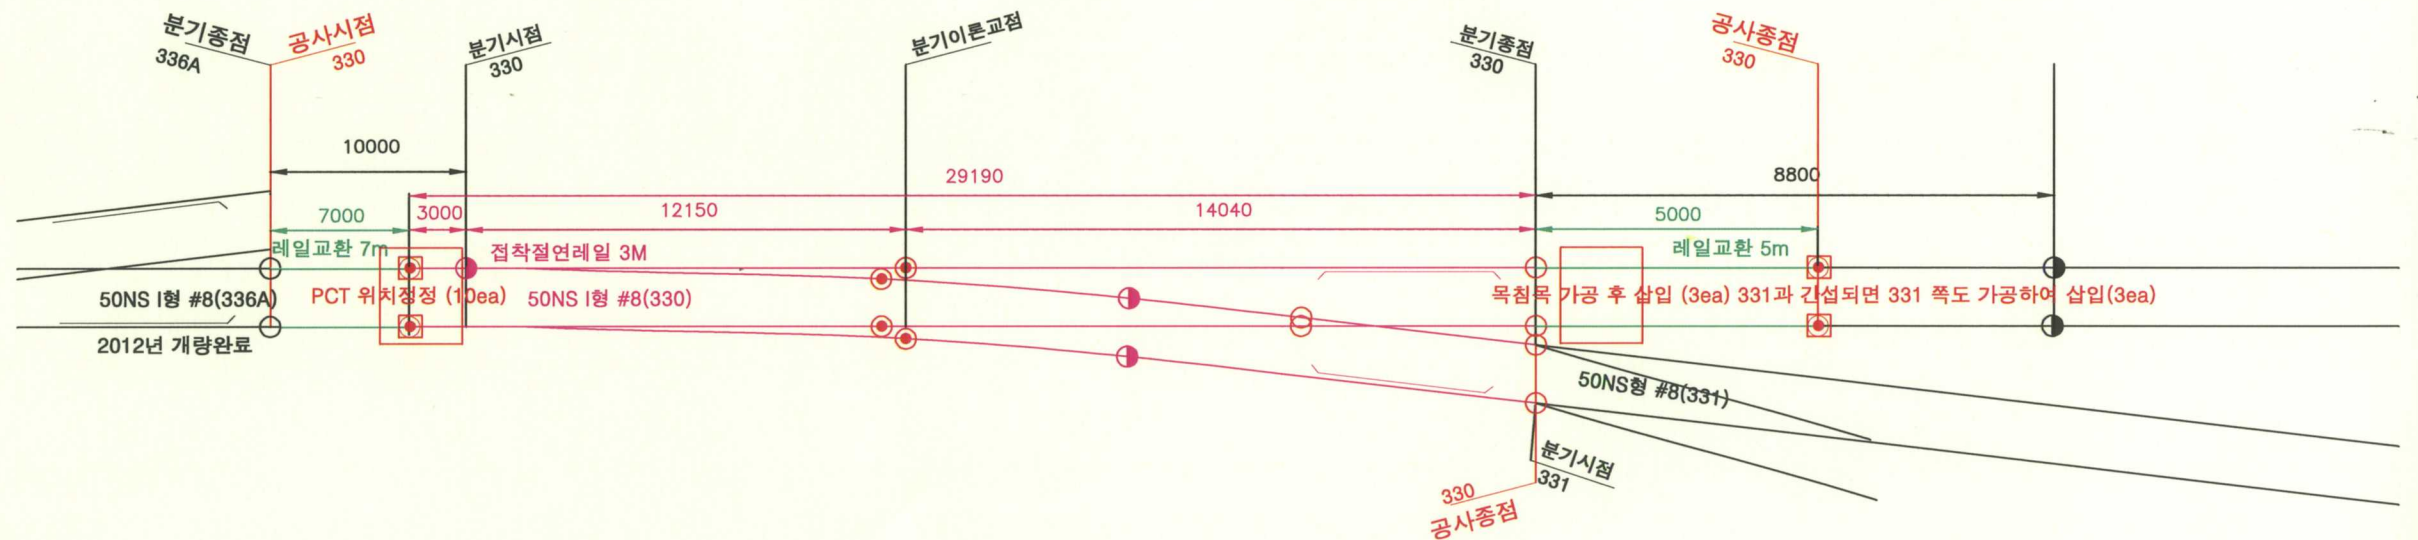 분기종점
336A
공사시점
330
분기시점
330
분기이론교점
분기종점
330
공사종점
330
10000
29190
8800
7000
3000
12150
14040
5000
레일교환 7m
접착절연레일 3M
레일교환 5m
50NS I형 #8(336A)
PCT 위치정정 (10ea)
50NS I형 #8(330)
목침목 가공 후 삽입 (3ea) 331과 간섭되면 331 쪽도 가공하여 삽입(3ea)
2012년 개량완료
50NS형 #8(331)
분기시점
331
330
공사종점